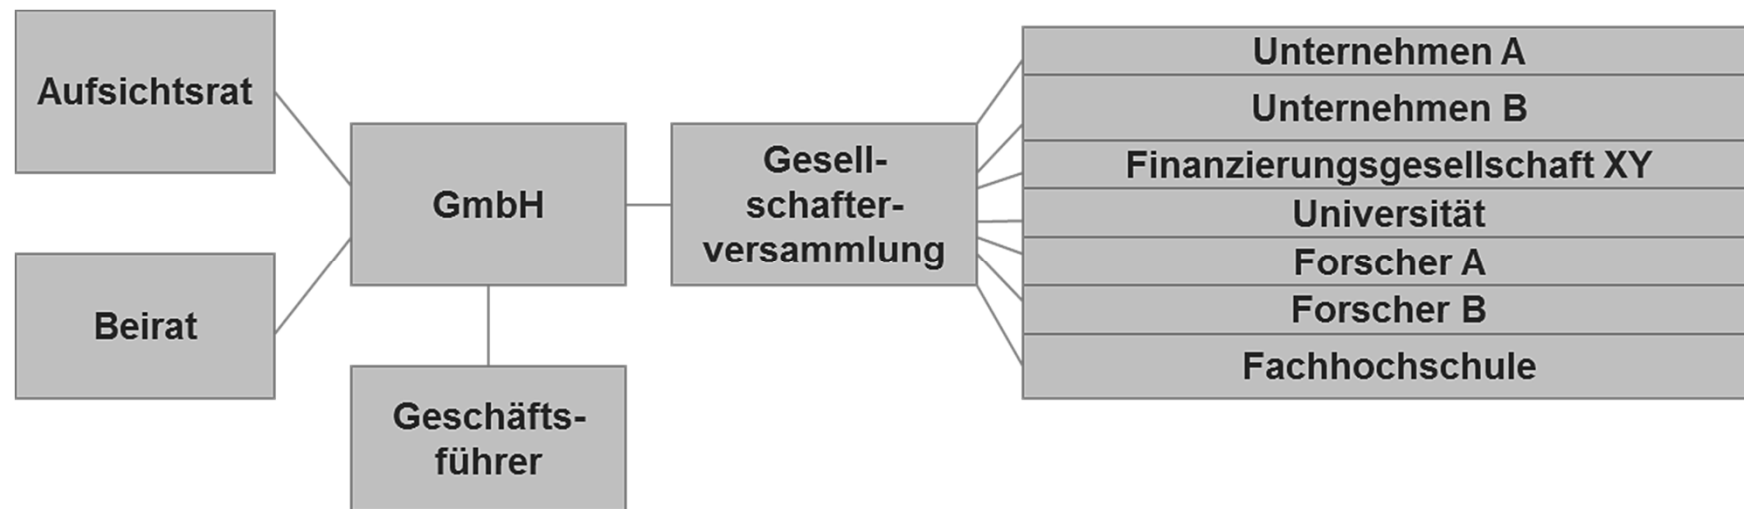 Aufsichtsrat
Beirat
GmbH
Geschäfts-
führer
Gesell-
schafter-
versammlung
Unternehmen A
Unternehmen B
Finanzierungsgesellschaft XY
Universität
Forscher A
Forscher B
Fachhochschule